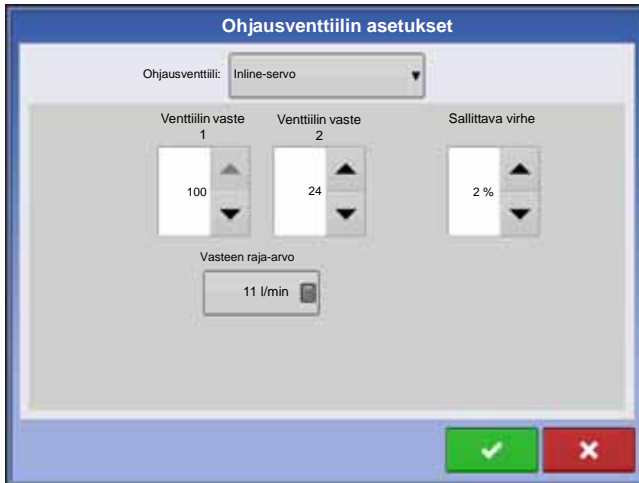 Ohjausventtiilin asetukset
Ohjausventtiili: Inline-servo
Venttiilin vaste Venttiilin vaste Sallittava virhe
1 2
100 24 2 %
Vasteen raja-arvo
11 l/min